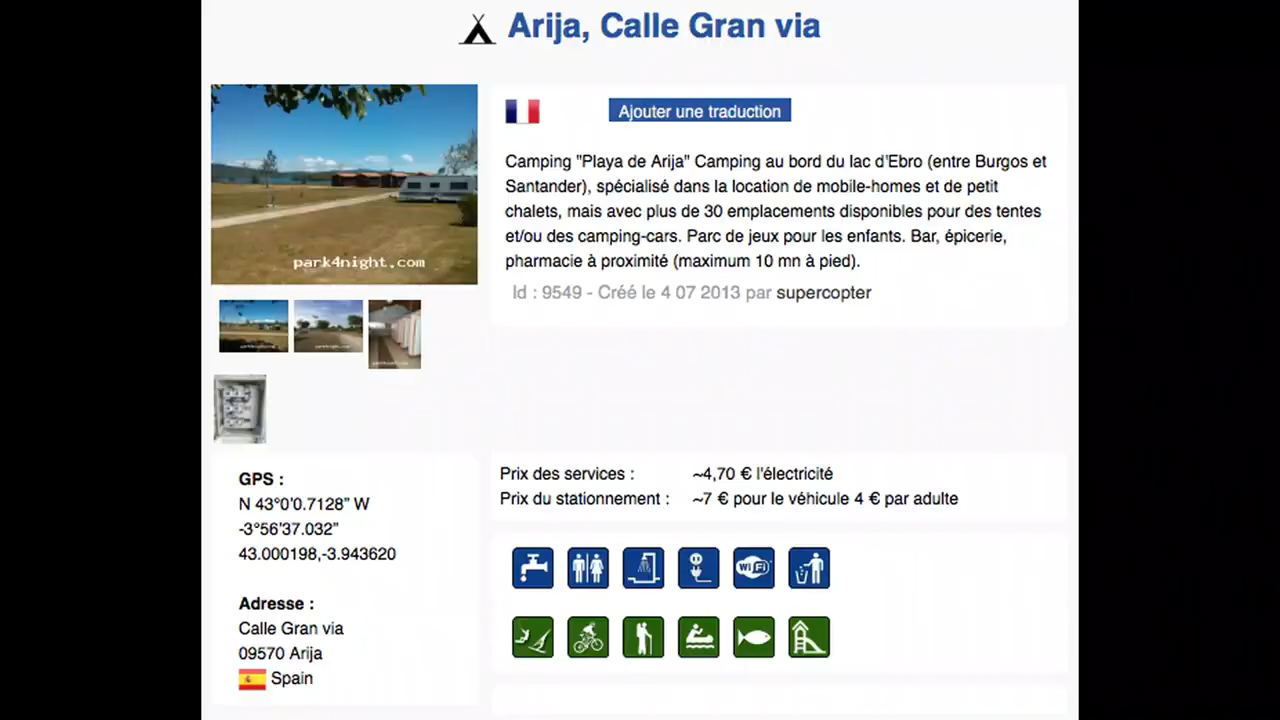 Arija, Calle Gran via
Ajouter une traduction
Camping "Playa de Arija" Camping au bord du lac d'Ebro (entre Burgos et
Santander), spécialisé dans la location de mobile-homes et de petit
chalets, mais avec plus de 30 emplacements disponibles pour des tentes
et/ou des camping-cars. Parc de jeux pour les enfants. Bar, épicerie,
pharmacie à proximité (maximum 10 mn à pied).
Id : 9549 - Créé le 4 07 2013 par supercopter
park4night.com
GPS :
N 43°0'0.7128" W
-3°56'37.032"
43.000198,-3.943620
Adresse :
Calle Gran via
09570 Arija
Spain
Prix des services : ~4,70 € l'électricité
Prix du stationnement : ~7 € pour le véhicule 4 € par adulte
WiFi